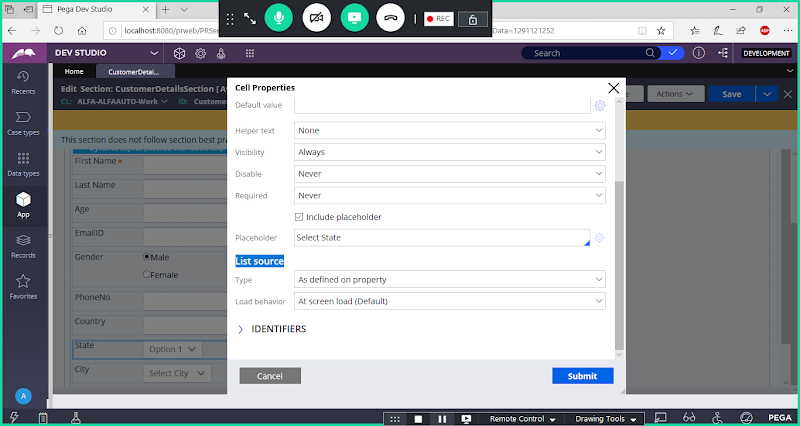 Pega Dev Studio
REC
localhost:8080/prweb/PRSer
Data=1291121252
DEV STUDIO
Search
DEVELOPMENT
Home
CustomerDetai...
Recents
Edit Section: CustomerDetailsSection [Av
CL: ALFA-ALFAAUTO-Work
ID: Custome
Actions
Save
This section does not follow section best pr
Case types
Data types
App
Records
Favorites
First Name
Last Name
Age
EmailID
Gender
Male
Female
PhoneNo
Country
State
Option 1
City
Select City
Cell Properties
Default value
Helper text
None
Visibility
Always
Disable
Never
Required
Never
Include placeholder
Placeholder
Select State
List source
Type
As defined on property
Load behavior
At screen load (Default)
IDENTIFIERS
Cancel
Submit
A
Remote Control
Drawing Tools
PEGA